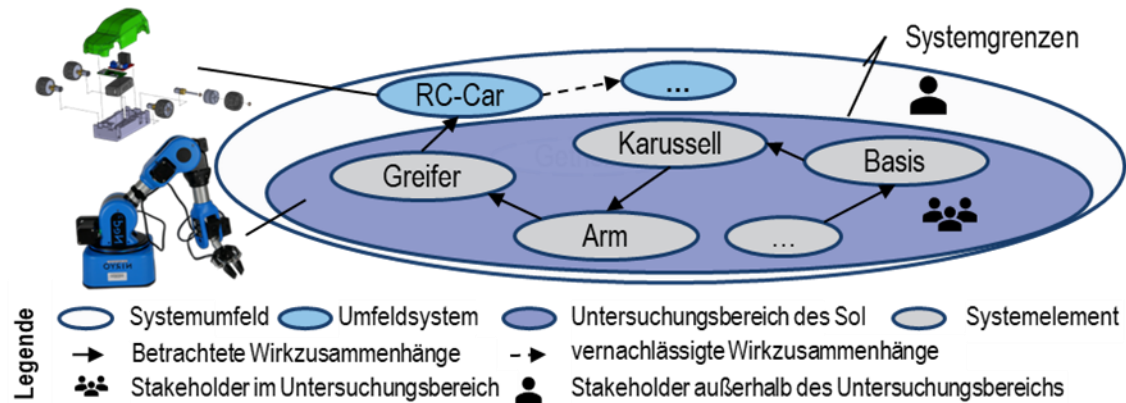 Systemgrenzen
RC-Car
...
Karussell
Basis
Greifer
Arm
...
Legende
Systemumfeld
Umfeldsystem
Untersuchungsbereich des SoI
Systemelement
Betrachtete Wirkzusammenhänge
vernachlässigte Wirkzusammenhänge
Stakeholder im Untersuchungsbereich
Stakeholder außerhalb des Untersuchungsbereichs